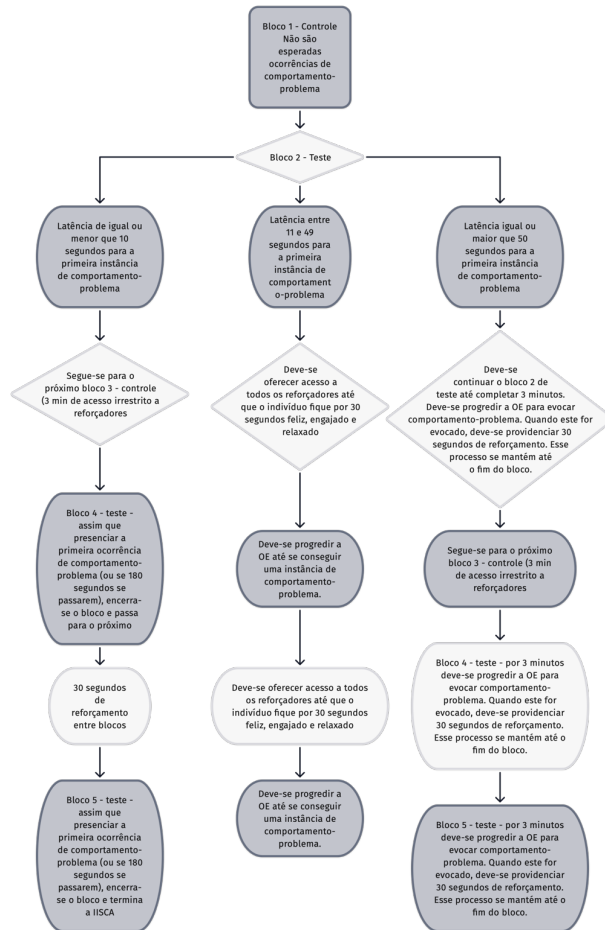 Bloco 1 - Controle
Não são
esperadas
ocorrências de
comportamento-
problema
Bloco 2 - Teste
Latência de igual ou
menor que 10
segundos para a
primeira instância
de comportamento-
problema
Latência entre
11 e 49
segundos para
a primeira
instância de
comportament
o-problema
Latência igual ou
maior que 50
segundos para a
primeira instância
de comportamento-
problema
Segue-se para o
próximo bloco 3 - controle
(3 min de acesso irrestrito a
reforçadores
Deve-se
oferecer acesso a
todos os reforçadores até
que o indivíduo fique por 30
segundos feliz, engajado e
relaxado
Deve-se
continuar o bloco 2 de
teste até completar 3 minutos.
Deve-se progredir a OE para evocar
comportamento-problema. Quando este for
evocado, deve-se providenciar 30
segundos de reforçamento. Esse
processo se mantém até
o fim do bloco.
Bloco 4 - teste -
assim que
presenciar a
primeira ocorrência
de comportamento-
problema (ou se 180
segundos se
passarem), encerra-
se o bloco e passa
para o próximo
Deve-se progredir a
OE até se conseguir
uma instância de
comportamento-
problema.
Segue-se para o próximo
bloco 3 - controle (3 min
de acesso irrestrito a
reforçadores
30 segundos
de
reforçamento
entre blocos
Deve-se oferecer acesso a todos
os reforçadores até que o
indivíduo fique por 30 segundos
feliz, engajado e relaxado
Bloco 4 - teste - por 3 minutos
deve-se progredir a OE para
evocar comportamento-
problema. Quando este for
evocado, deve-se providenciar
30 segundos de reforçamento.
Esse processo se mantém até o
fim do bloco.
Bloco 5 - teste -
assim que
presenciar a
primeira ocorrência
de comportamento-
problema (ou se 180
segundos se
passarem), encerra-
se o bloco e termina
a IISCA
Deve-se progredir a
OE até se conseguir
uma instância de
comportamento-
problema.
Bloco 5 - teste - por 3 minutos
deve-se progredir a OE para
evocar comportamento-
problema. Quando este for
evocado, deve-se providenciar
30 segundos de reforçamento.
Esse processo se mantém até o
fim do bloco.